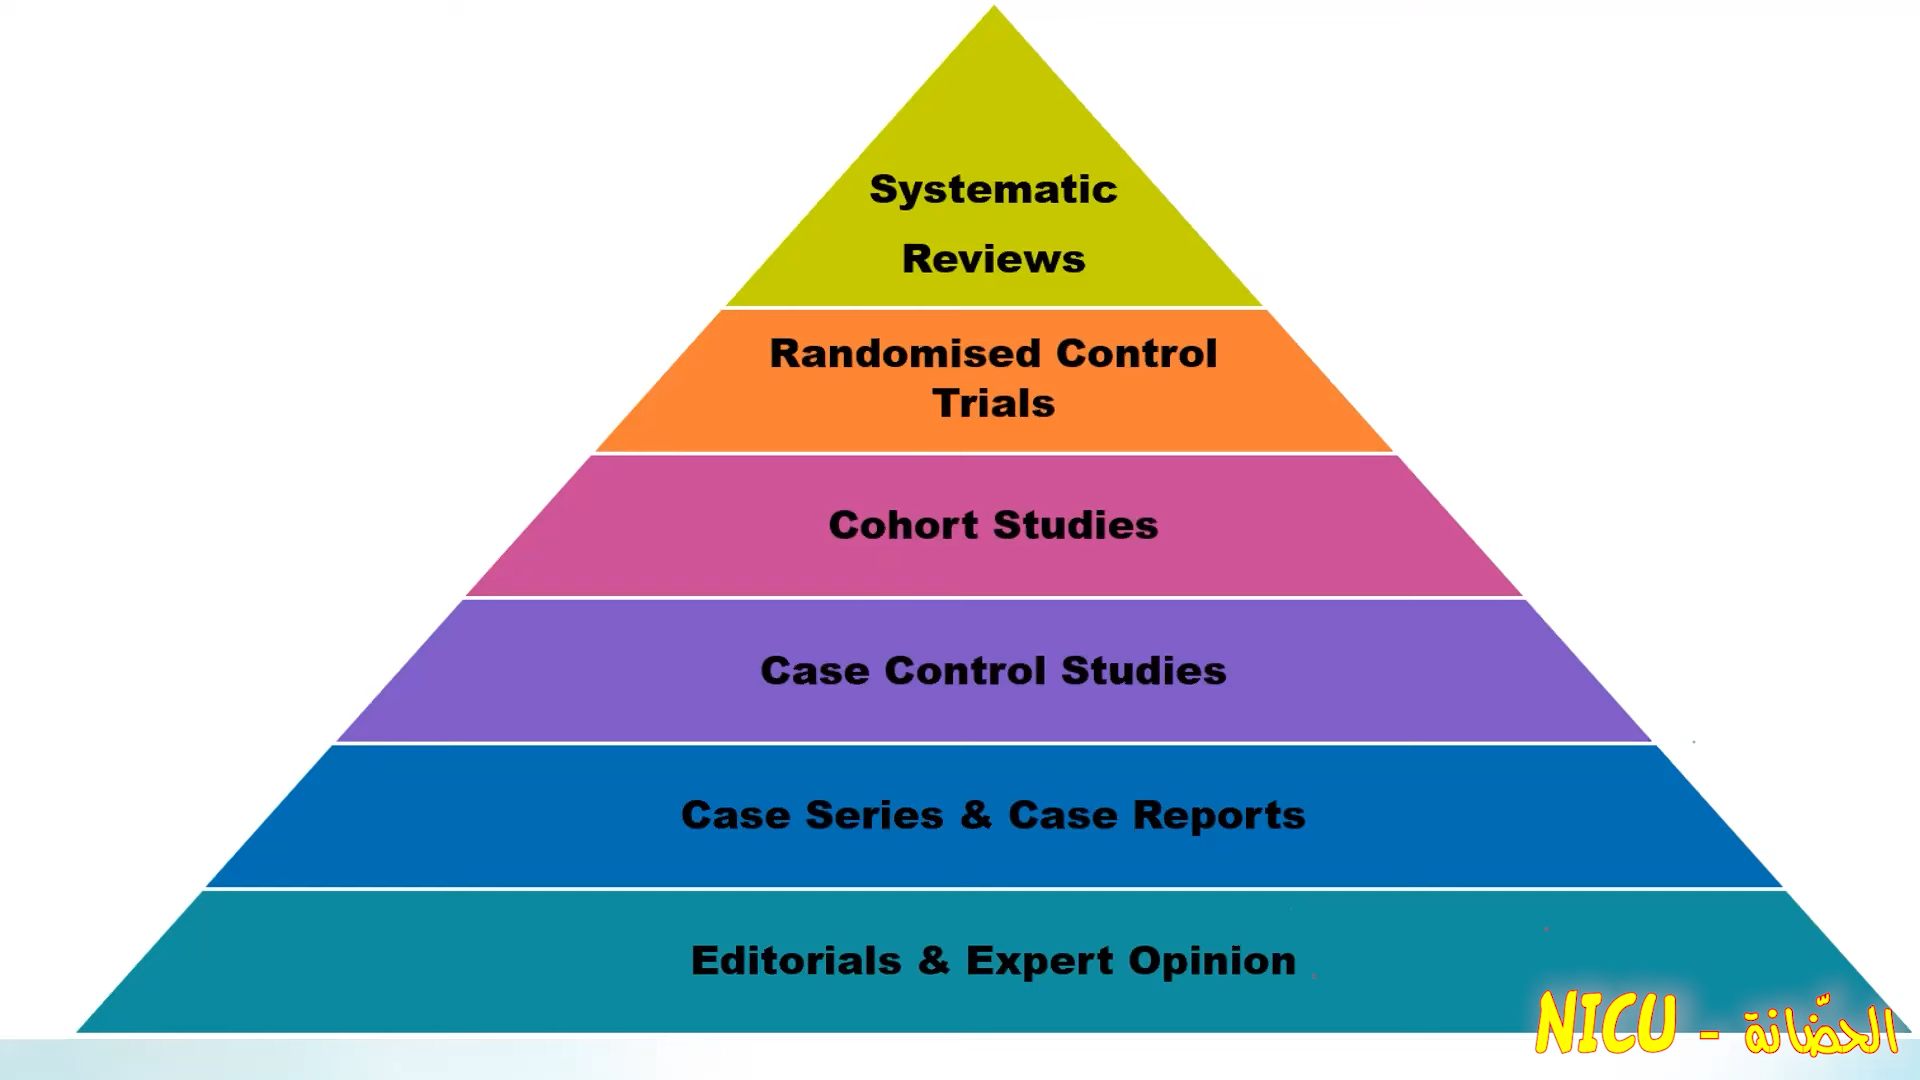 Systematic
Reviews
Randomised Control
Trials
Cohort Studies
Case Control Studies
Case Series & Case Reports
Editorials & Expert Opinion
NICU - الحضّانة